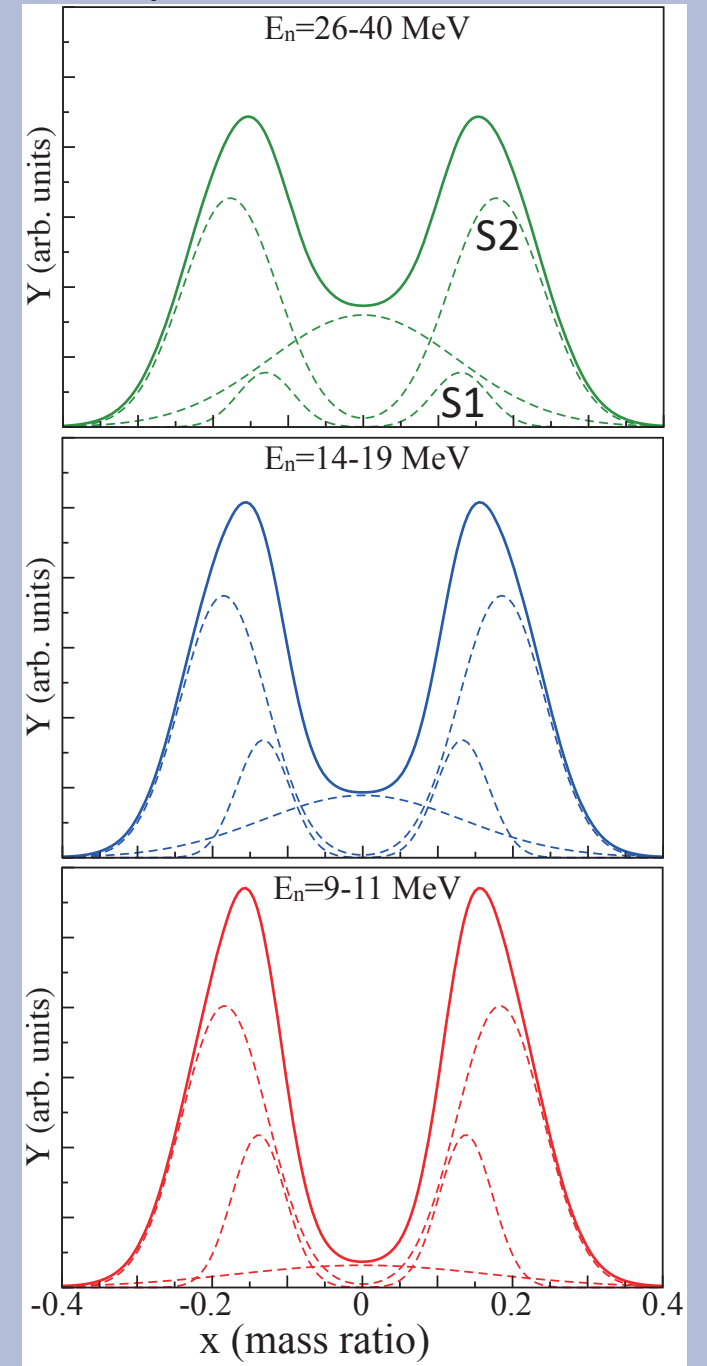 Eₙ=26-40 MeV
Y (arb. units)
S2
S1
Eₙ=14-19 MeV
Y (arb. units)
Eₙ=9-11 MeV
Y (arb. units)
-0.4 -0.2 0 0.2 0.4
x (mass ratio)